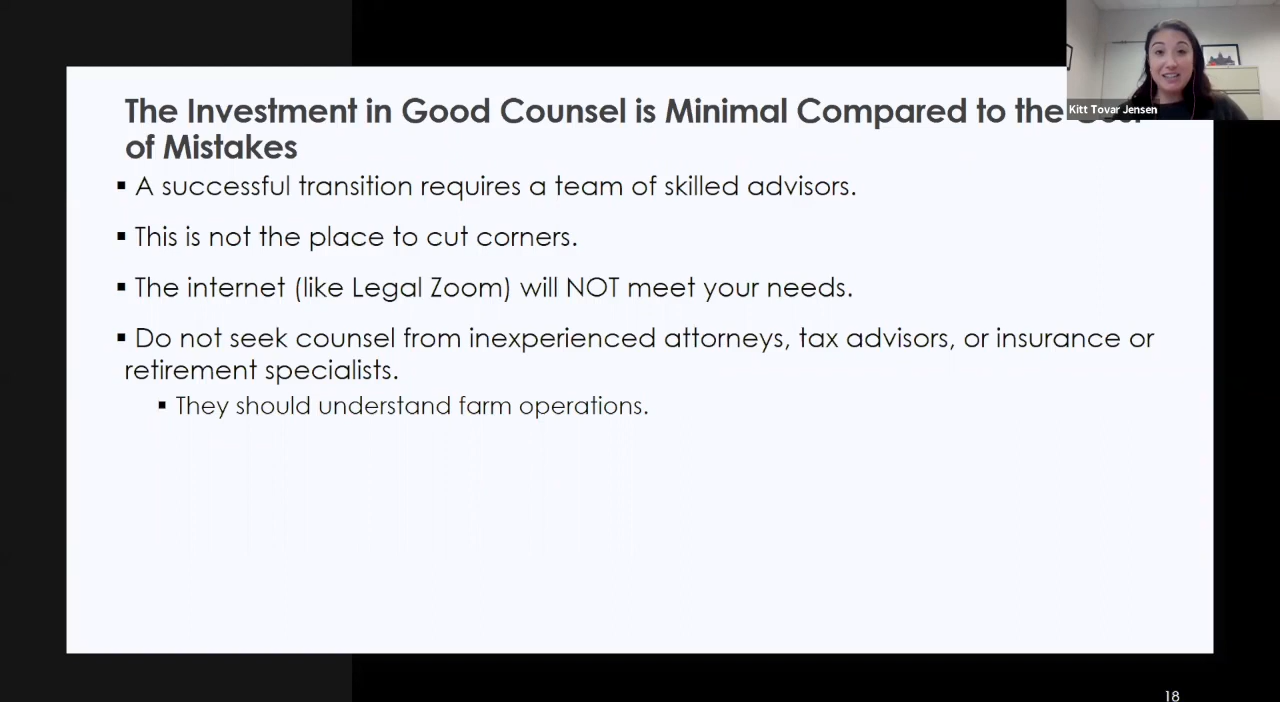 The Investment in Good Counsel is Minimal Compared to the
of Mistakes
▪ A successful transition requires a team of skilled advisors.
▪ This is not the place to cut corners.
▪ The internet (like Legal Zoom) will NOT meet your needs.
▪ Do not seek counsel from inexperienced attorneys, tax advisors, or insurance or
retirement specialists.
▪ They should understand farm operations.
Kitt Tovar Jensen
18